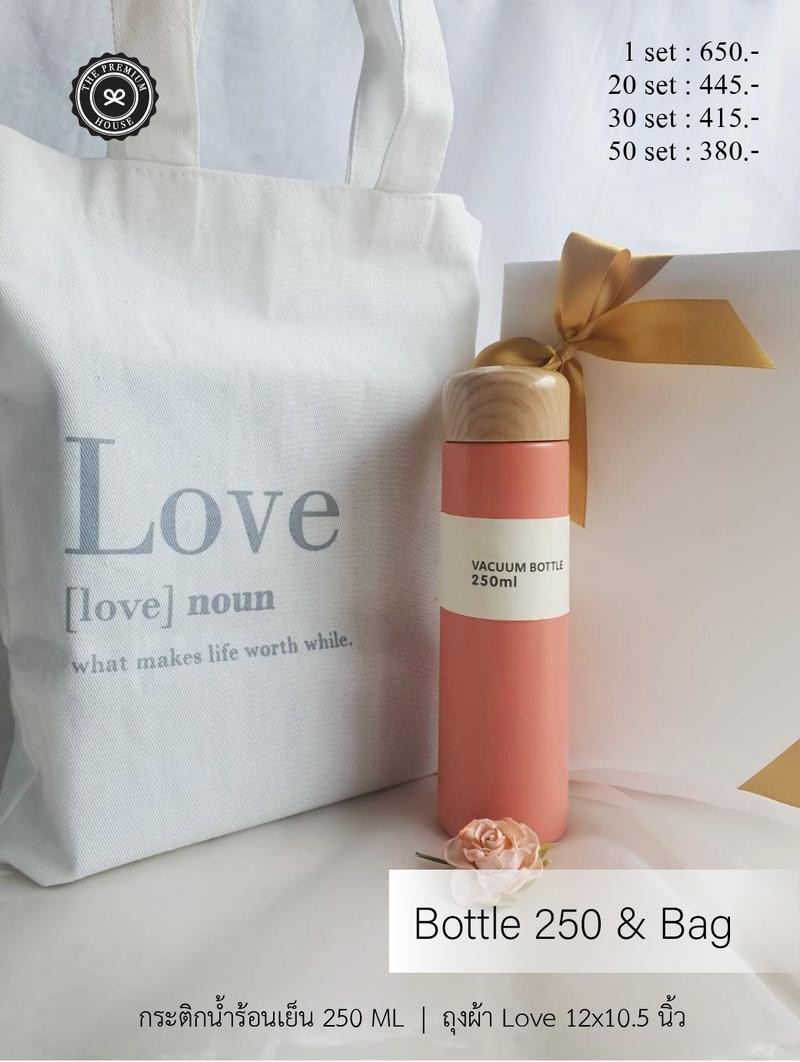 THE PREMIUM
HOUSE
1 set : 650.-
20 set : 445.-
30 set : 415.-
50 set : 380.-
Love
[love] noun
what makes life worth while.
VACUUM BOTTLE
250ml
Bottle 250 & Bag
กระติกน้ำร้อนเย็น 250 ML | ถุงผ้า Love 12x10.5 นิ้ว